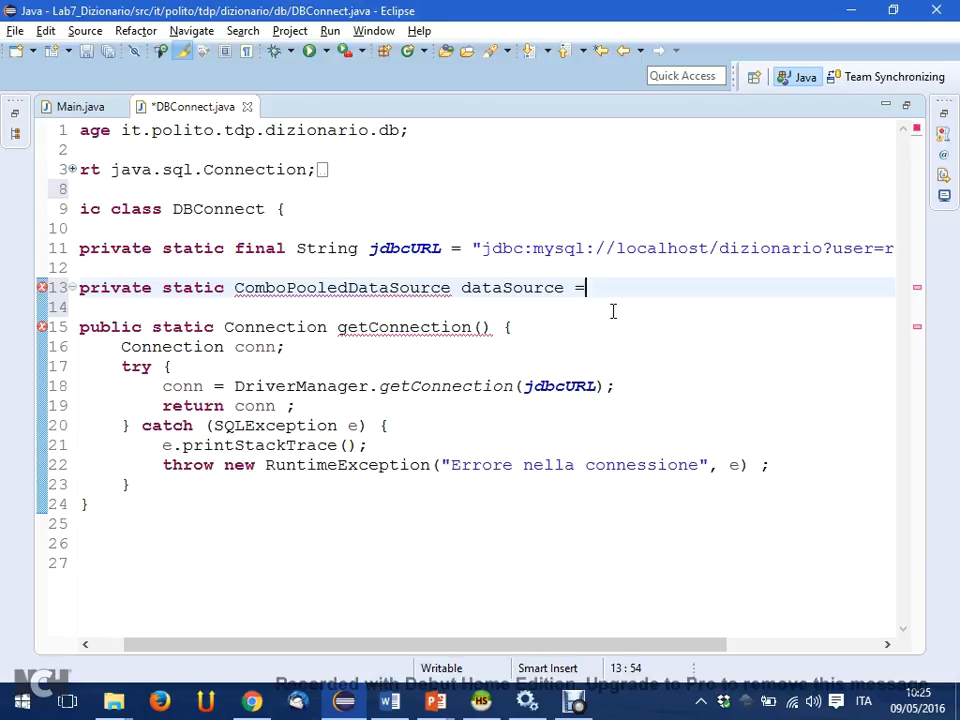 Java - Lab7_Dizionario/src/it/polito/tdp/dizionario/db/DBConnect.java - Eclipse
File Edit Source Refactor Navigate Search Project Run Window Help
Quick Access
Java
Team Synchronizing
Main.java
*DBConnect.java
1 age it.polito.tdp.dizionario.db;
2
3 rt java.sql.Connection;
8
9 ic class DBConnect {
10
11 private static final String jdbcURL = "jdbc:mysql://localhost/dizionario?user=r
12
13 private static ComboPooledDataSource dataSource =
14
15 public static Connection getConnection() {
16 Connection conn;
17 try {
18 conn = DriverManager.getConnection(jdbcURL);
19 return conn ;
20 } catch (SQLException e) {
21 e.printStackTrace();
22 throw new RuntimeException("Errore nella connessione", e) ;
23 }
24 }
25
26
27
Writable
Smart Insert
13 : 54
NCH
Recorded with Debut Home Edition. Upgrade to Pro to remove this message
ITA
10:25
09/05/2016